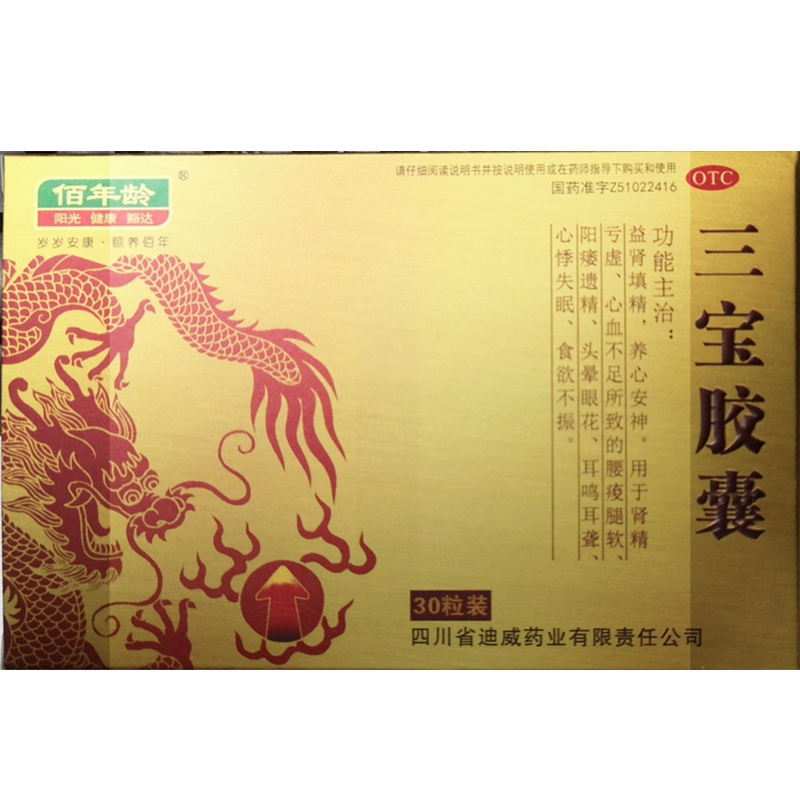 佰年龄
®
阳光 健康 豁达
岁岁安康·颐养佰年
请仔细阅读说明书并按说明使用或在药师指导下购买和使用
国药准字Z51022416
OTC
三宝胶囊
功能主治：
益肾填精，养心安神。用于肾精
亏虚、心血不足所致的腰痠腿软、
阳痿遗精、头晕眼花、耳鸣耳聋、
心悸失眠、食欲不振。
30粒装
四川省迪威药业有限责任公司